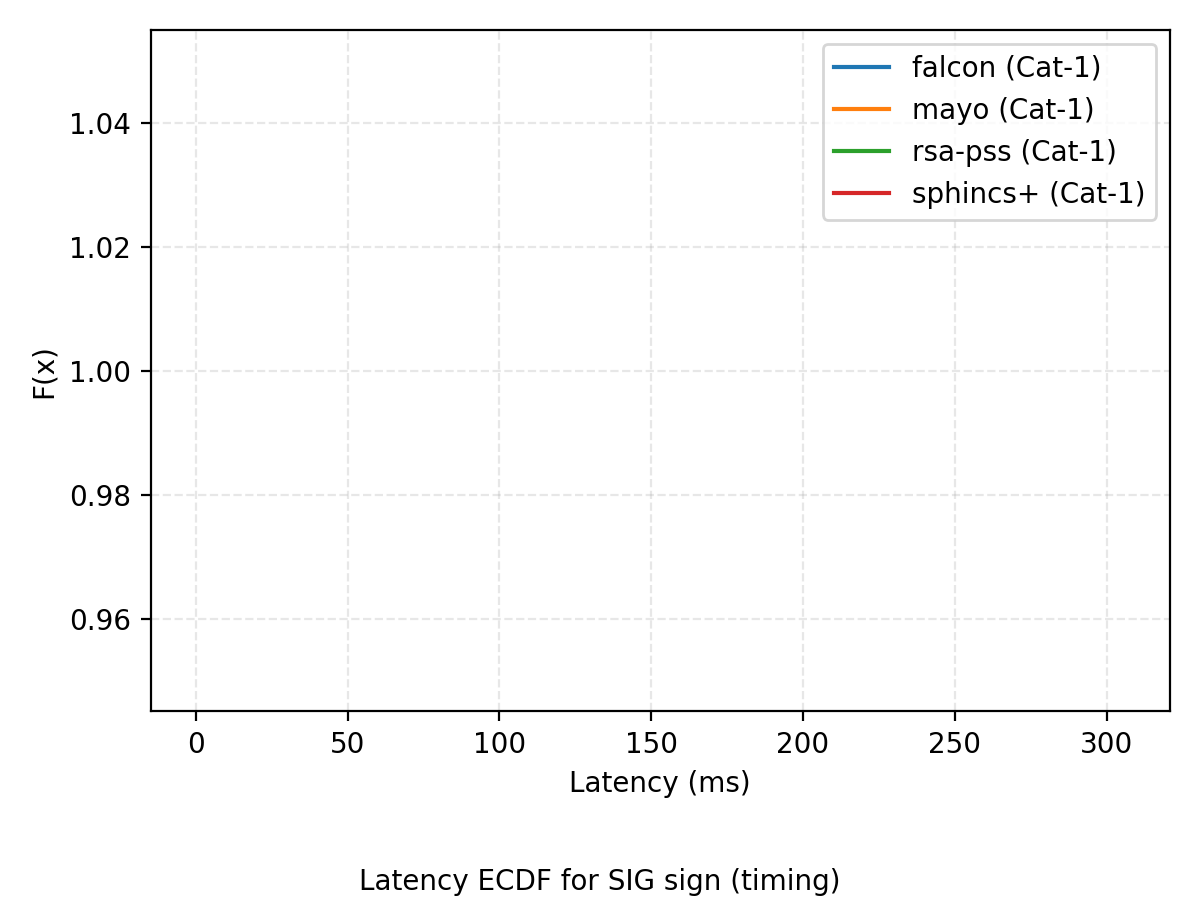 falcon (Cat-1)
mayo (Cat-1)
rsa-pss (Cat-1)
sphincs+ (Cat-1)
1.04
1.02
1.00
0.98
0.96
F(x)
0 50 100 150 200 250 300
Latency (ms)
Latency ECDF for SIG sign (timing)